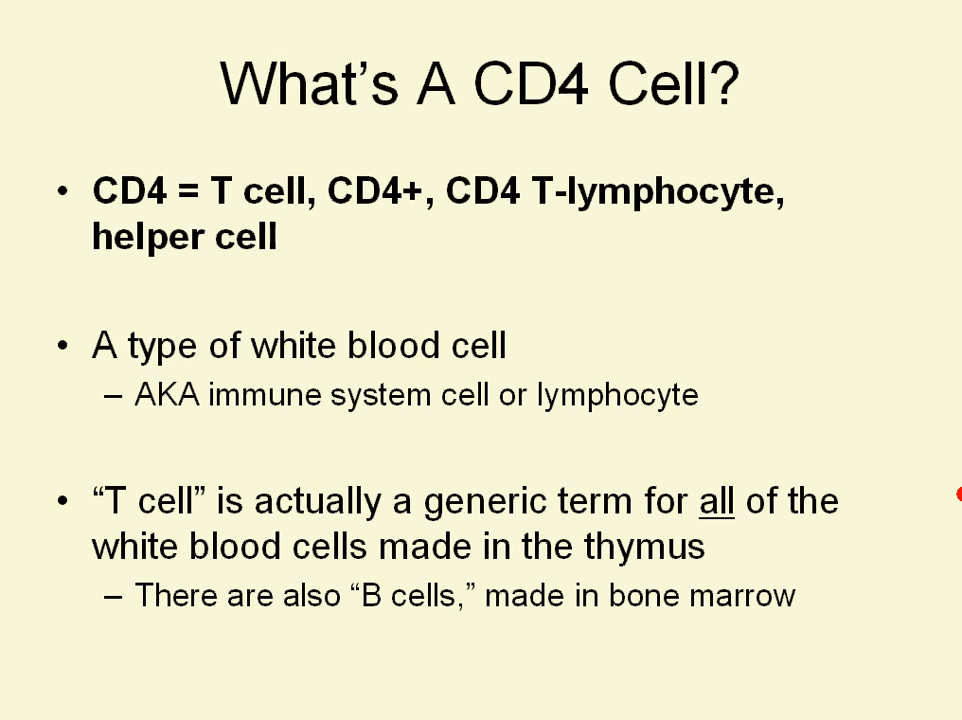 What’s A CD4 Cell?
• CD4 = T cell, CD4+, CD4 T-lymphocyte,
helper cell
• A type of white blood cell
– AKA immune system cell or lymphocyte
• “T cell” is actually a generic term for all of the
white blood cells made in the thymus
– There are also “B cells,” made in bone marrow